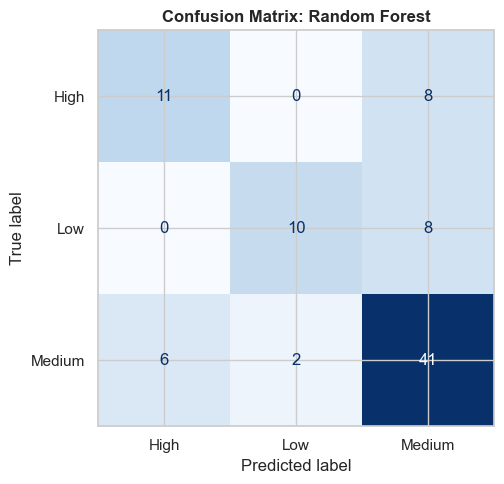 Confusion Matrix: Random Forest
True label
High
11 0 8
Low
0 10 8
Medium
6 2 41
High Low Medium
Predicted label